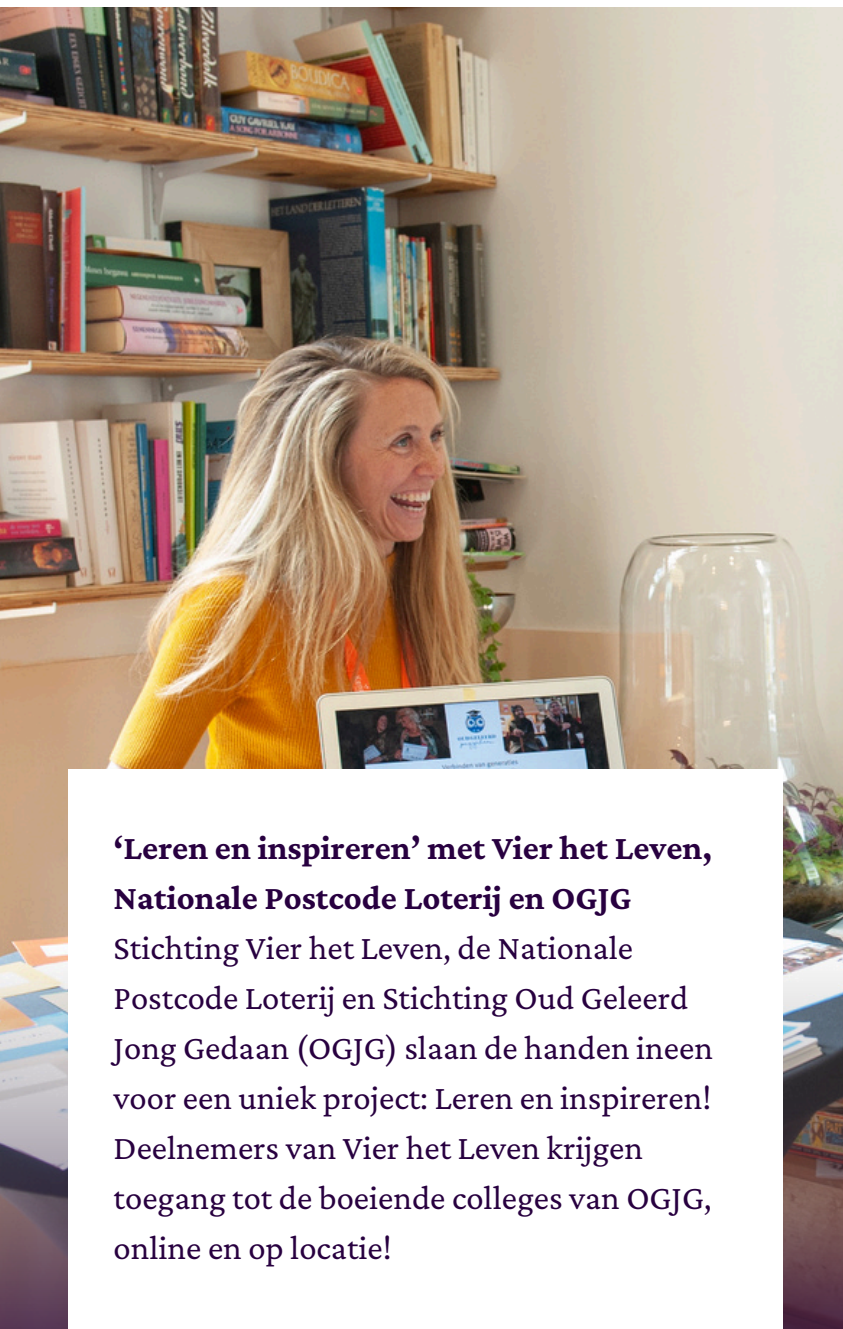 BOUDICA
GUY GAVRIEL KAY
A SONG FOR ARBONNE
HET LAND DER LETTEREN
Verbinden van generaties
‘Leren en inspireren’ met Vier het Leven,
Nationale Postcode Loterij en OGJG
Stichting Vier het Leven, de Nationale
Postcode Loterij en Stichting Oud Geleerd
Jong Gedaan (OGJG) slaan de handen ineen
voor een uniek project: Leren en inspireren!
Deelnemers van Vier het Leven krijgen
toegang tot de boeiende colleges van OGJG,
online en op locatie!